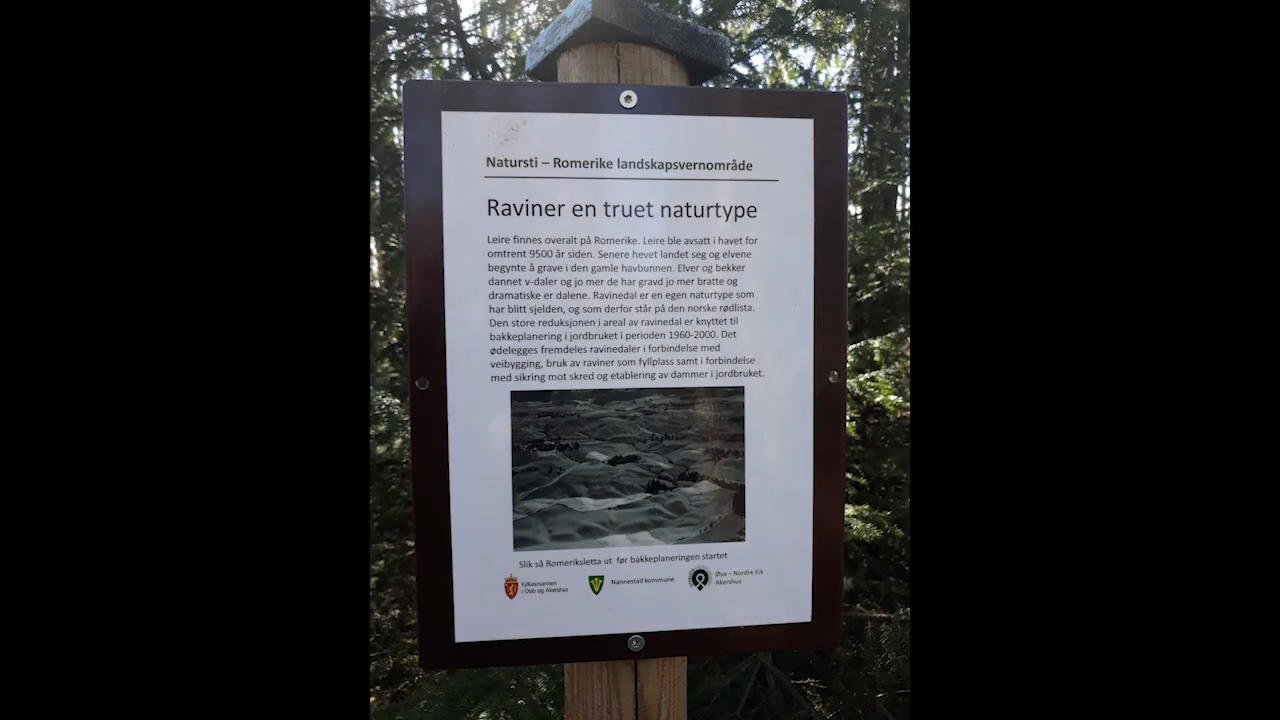 Natursti – Romerike landskapsvernområde
Raviner en truet naturtype
Leire finnes overalt på Romerike. Leire ble avsatt i havet for
omtrent 9500 år siden. Senere hevet landet seg og elvene
begynte å grave i den gamle havbunnen. Elver og bekker
dannet v-daler og jo mer de har gravd jo mer bratte og
dramatiske er dalene. Ravinedal er en egen naturtype som
har blitt sjelden, og som derfor står på den norske rødlista.
Den store reduksjonen i areal av ravinedal er knyttet til
bakkeplanering i jordbruket i perioden 1960-2000. Det
ødelegges fremdeles ravinedaler i forbindelse med
veibygging, bruk av raviner som fyllplass samt i forbindelse
med sikring mot skred og etablering av dammer i jordbruket.
Slik så Romeriksletta ut før bakkeplaneringen startet
Fylkesmannen
i Oslo og Akershus
Nannestad kommune
Øya – Nordre Eik
Akershus